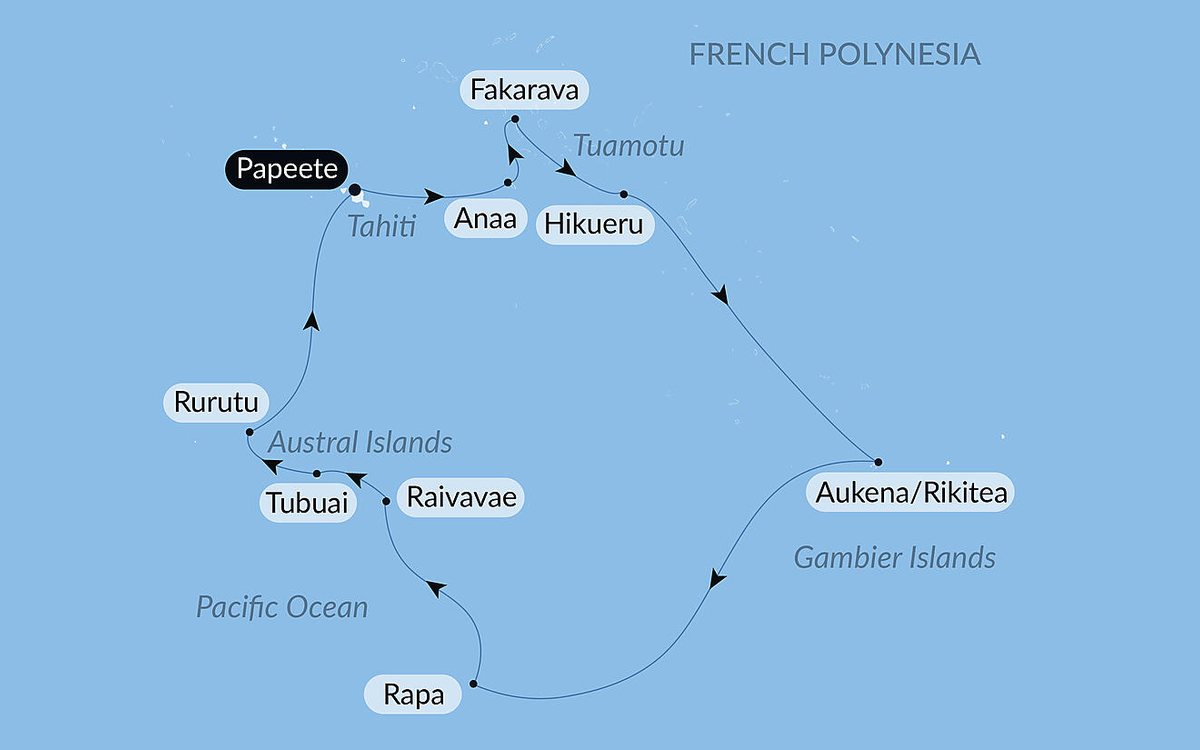 FRENCH POLYNESIA
Fakarava
Tuamotu
Papeete
Tahiti
Anaa
Hikueru
Rurutu
Austral Islands
Tubuai
Raivavae
Aukena/Rikitea
Gambier Islands
Pacific Ocean
Rapa